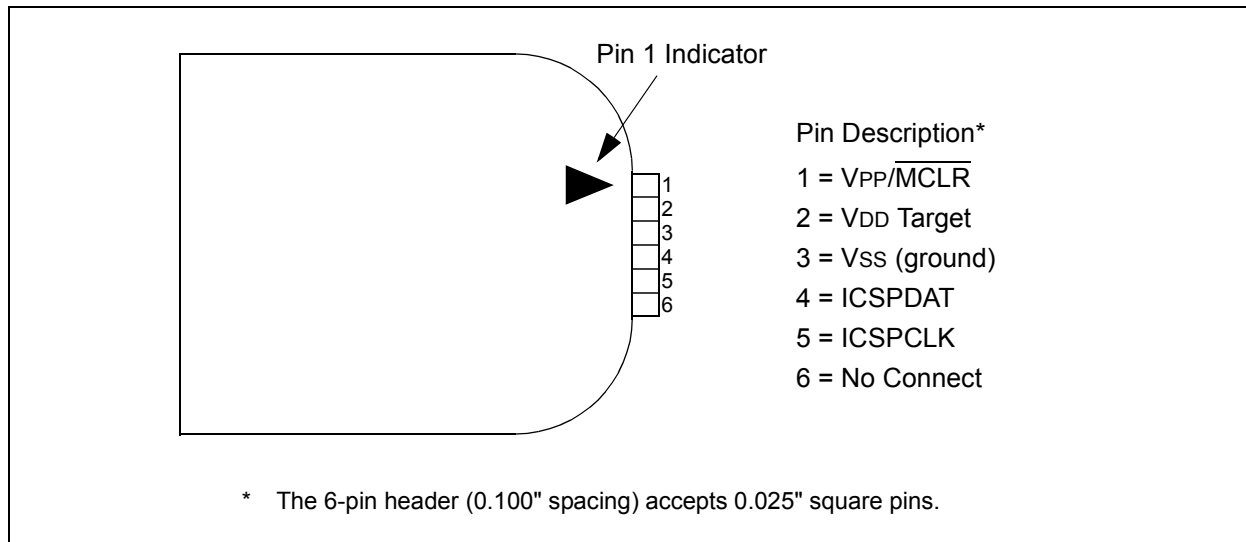 Pin 1 Indicator
1
2
3
4
5
6
Pin Description*
1 = VPP/M̅C̅L̅R̅
2 = VDD Target
3 = VSS (ground)
4 = ICSPDAT
5 = ICSPCLK
6 = No Connect
* The 6-pin header (0.100" spacing) accepts 0.025" square pins.